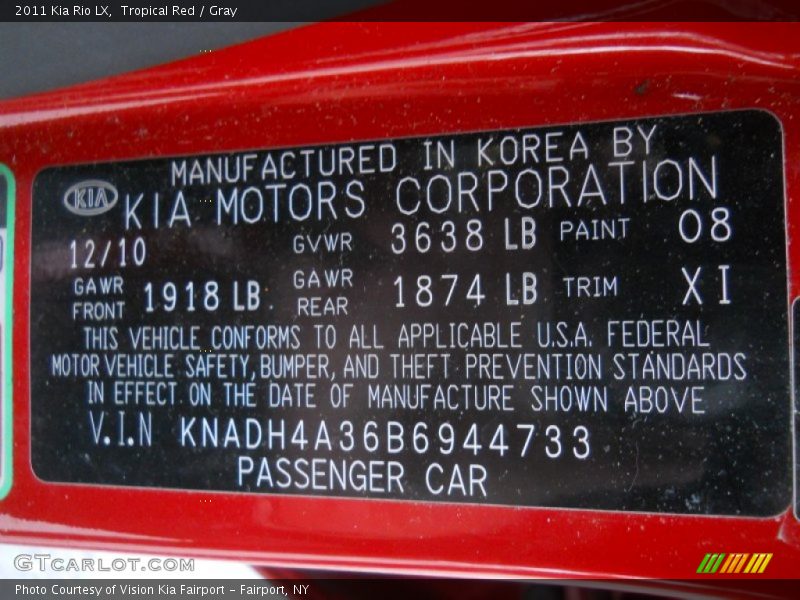 2011 Kia Rio LX,  Tropical Red / Gray
MANUFACTURED IN KOREA BY
KIA KIA MOTORS CORPORATION
12/10 GVWR 3638 LB PAINT 08
GAWR FRONT 1918 LB. GAWR REAR 1874 LB TRIM XI
THIS VEHICLE CONFORMS TO ALL APPLICABLE U.S.A. FEDERAL
MOTOR VEHICLE SAFETY, BUMPER, AND THEFT PREVENTION STANDARDS
IN EFFECT ON THE DATE OF MANUFACTURE SHOWN ABOVE
V.I.N KNADH4A36B6944733
PASSENGER CAR
GTCARLOT.COM
Photo Courtesy of Vision Kia Fairport - Fairport, NY